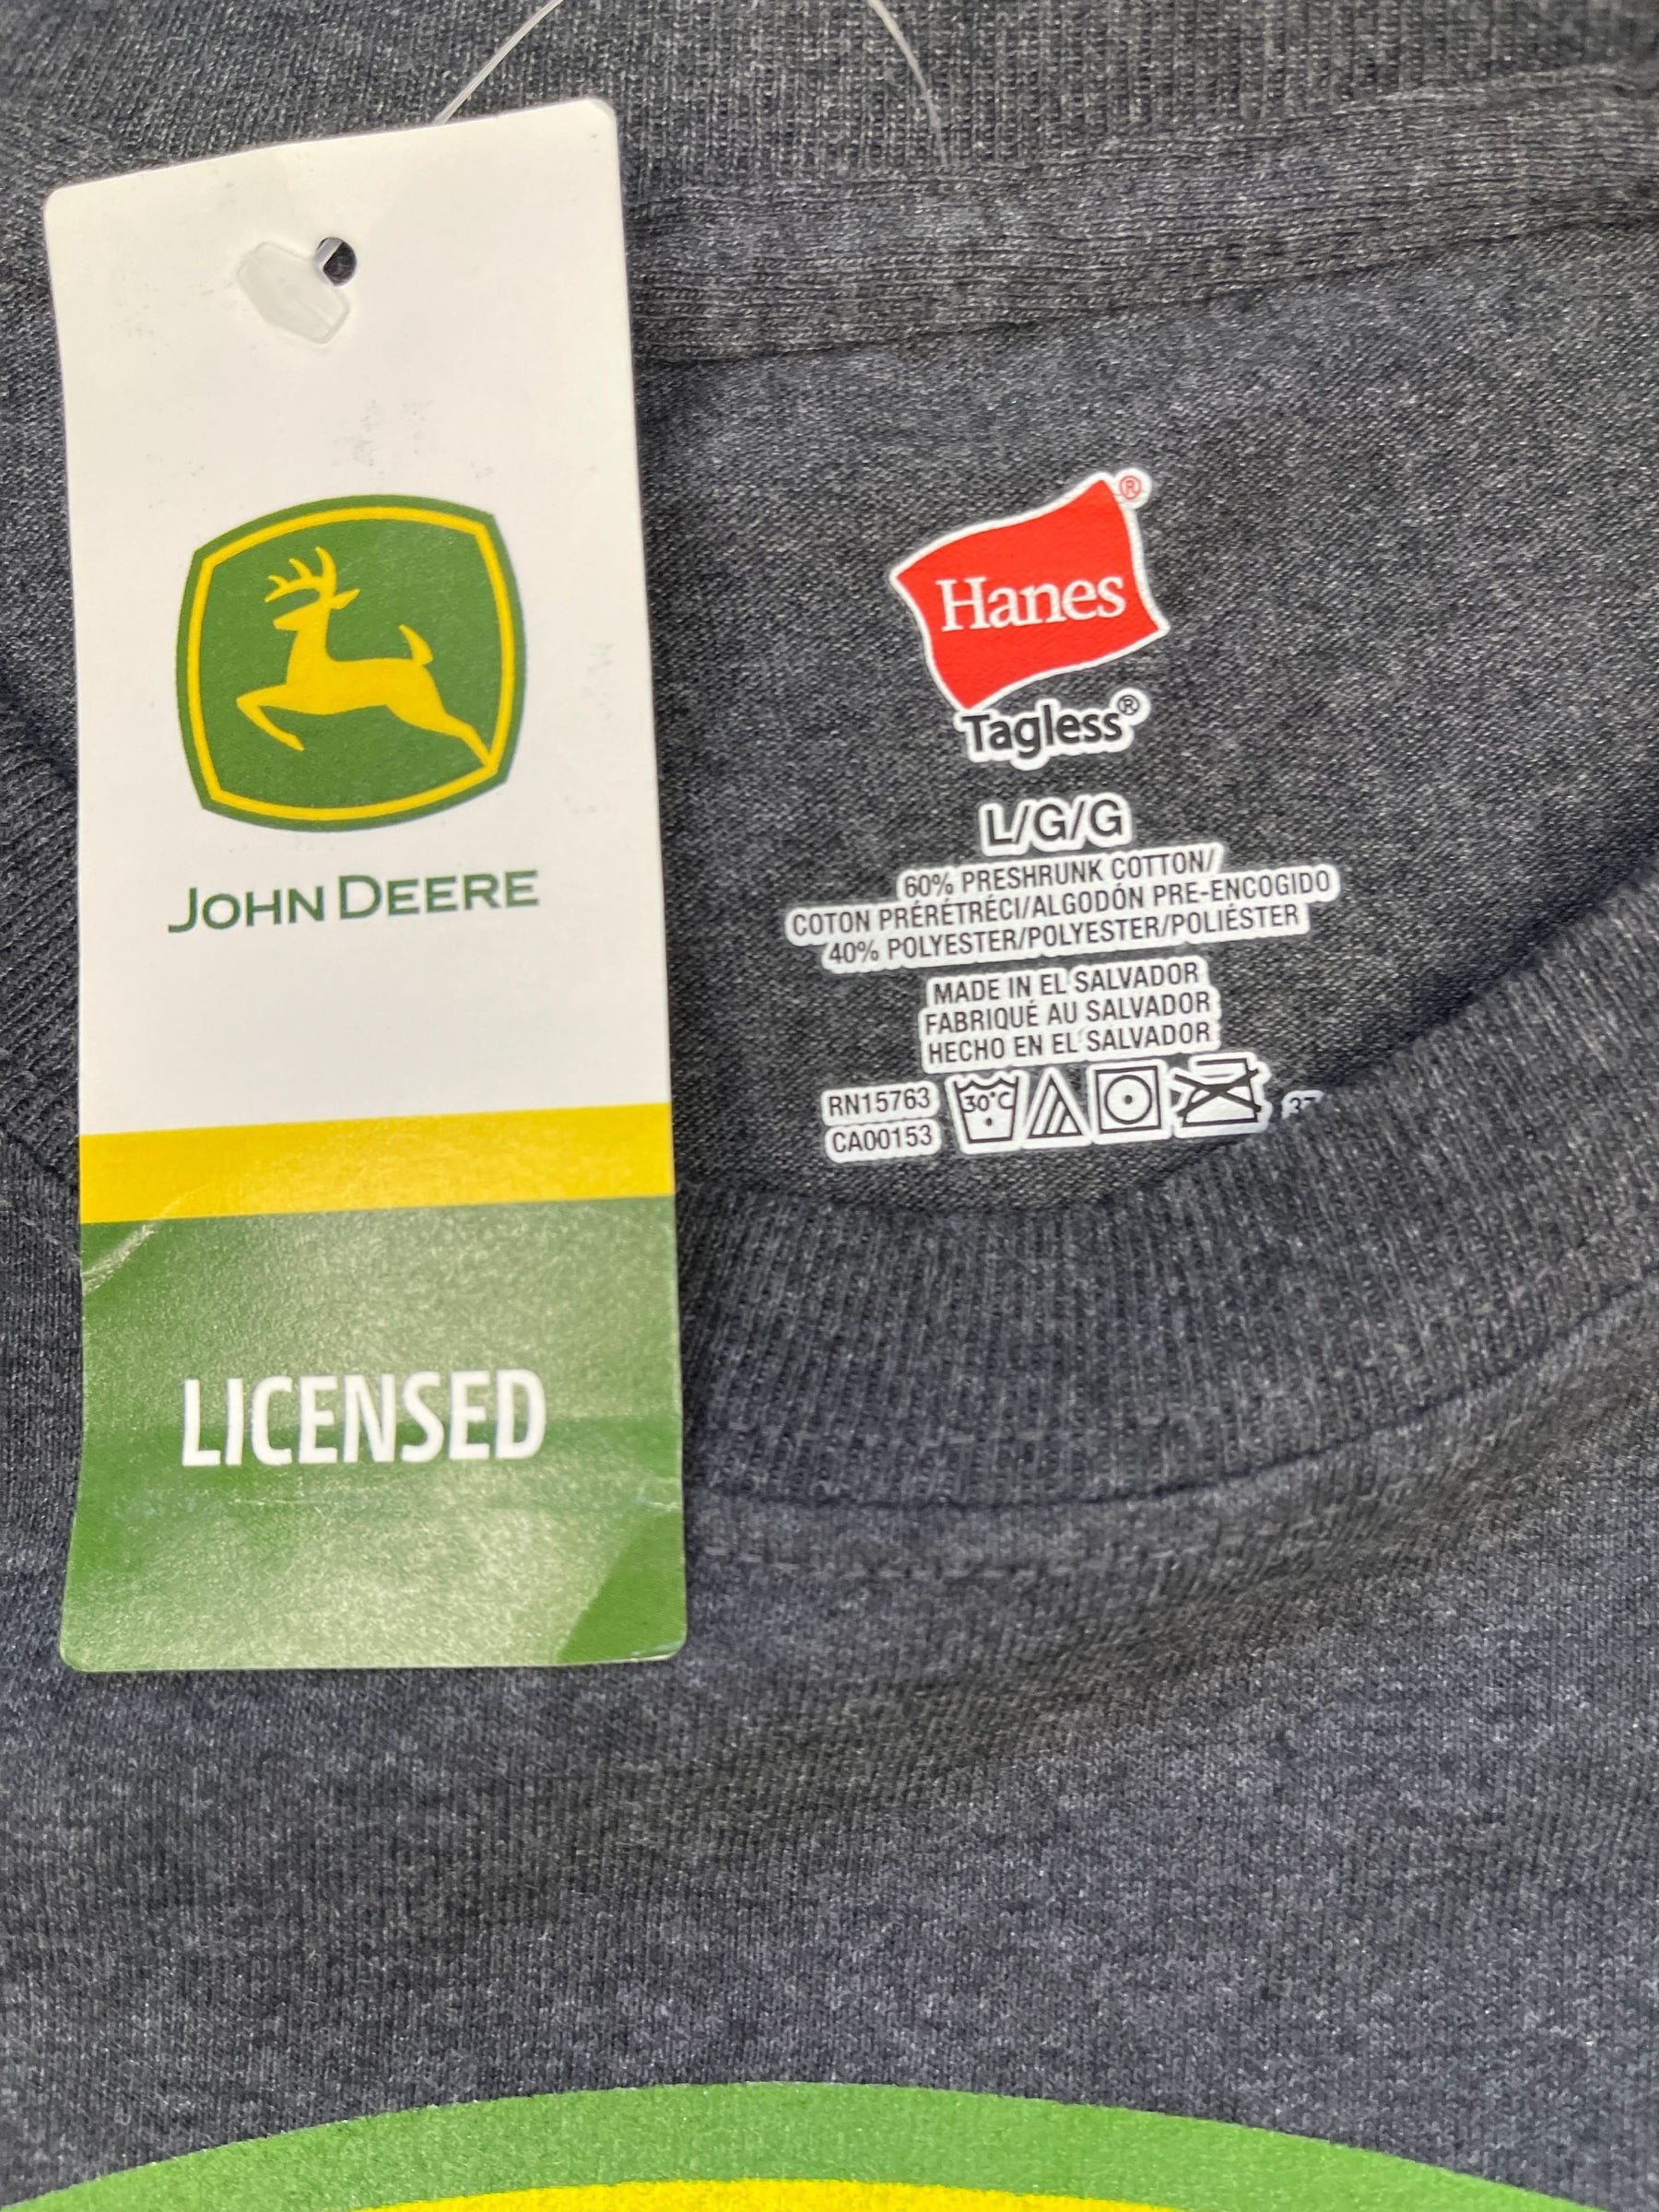 JOHN DEERE
LICENSED
Hanes®
Tagless®
L/G/G
60% PRESHRUNK COTTON/
COTON PRÉRÉTRÉCI/ALGODÓN PRE-ENCOGIDO
40% POLYESTER/POLYESTER/POLIÉSTER
MADE IN EL SALVADOR
FABRIQUÉ AU SALVADOR
HECHO EN EL SALVADOR
RN15763
CA00153
30°C